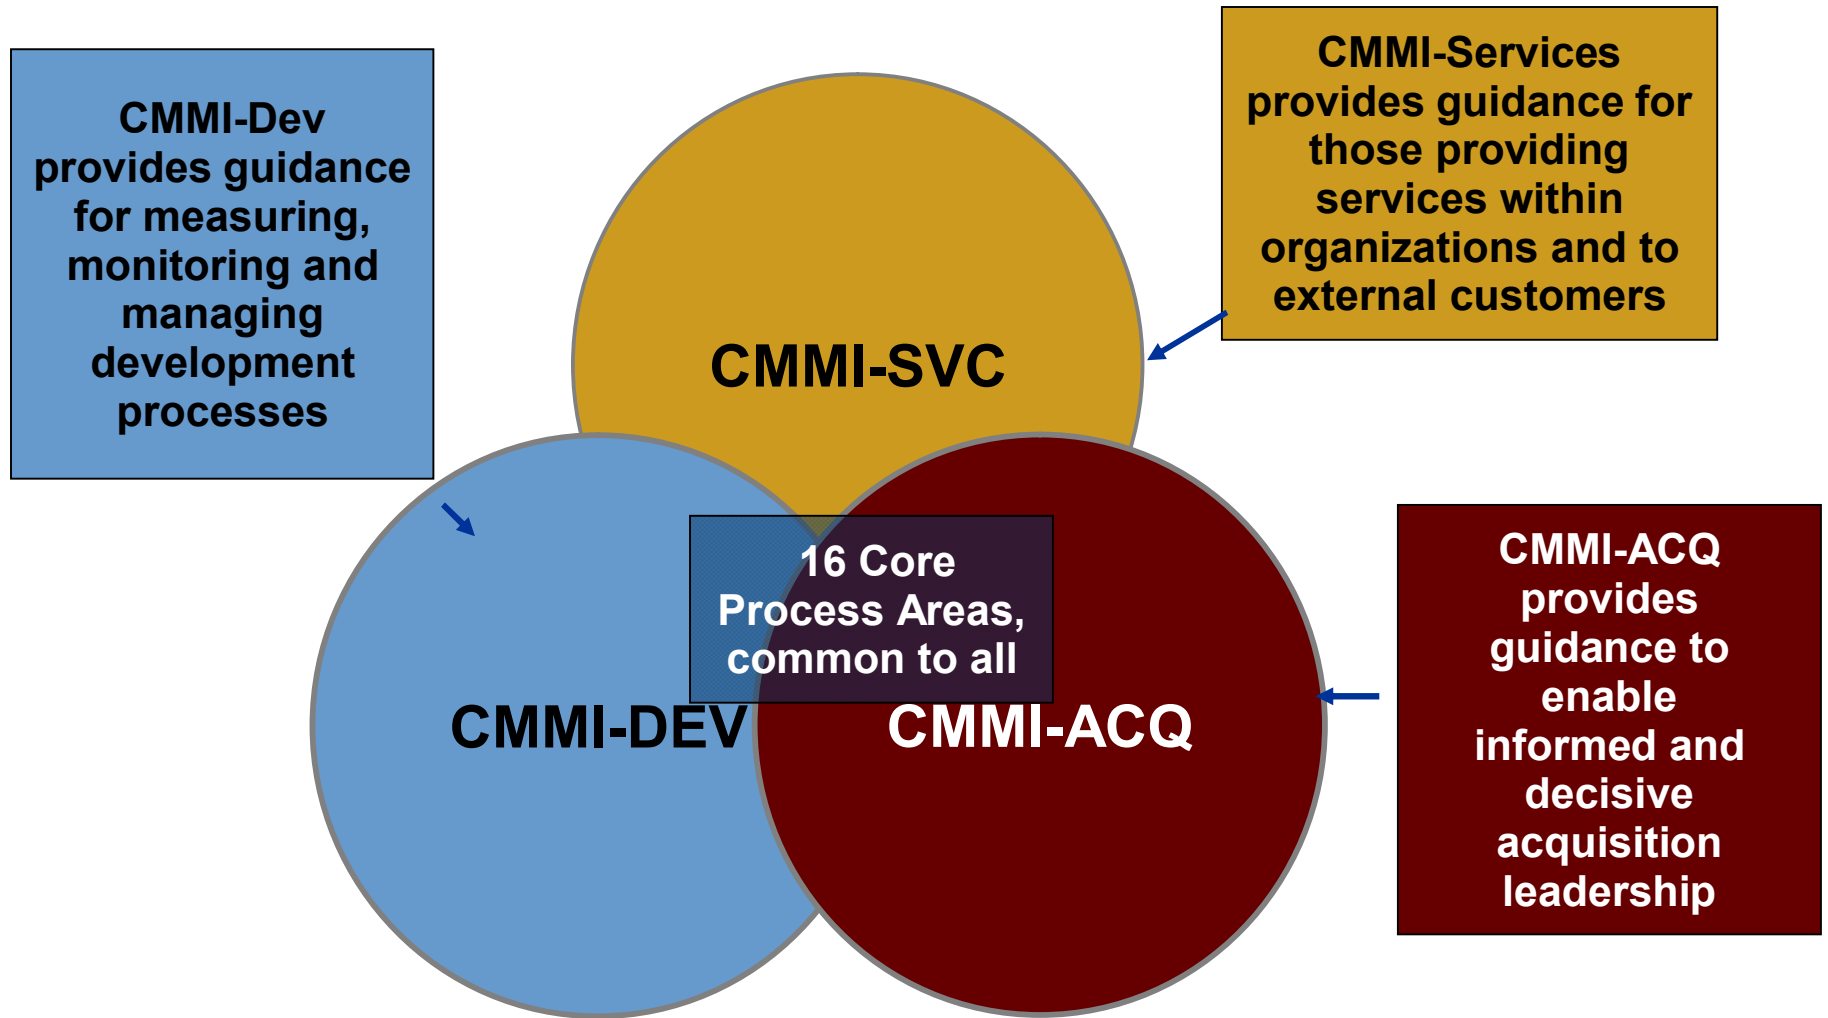 CMMI-Dev
provides guidance
for measuring,
monitoring and
managing
development
processes
CMMI-Services
provides guidance for
those providing
services within
organizations and to
external customers
CMMI-SVC
16 Core
Process Areas,
common to all
CMMI-DEV
CMMI-ACQ
CMMI-ACQ
provides
guidance to
enable
informed and
decisive
acquisition
leadership